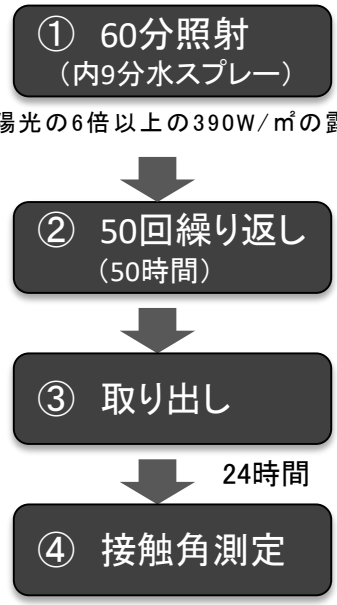 ① 60分照射
（内9分水スプレー）
陽光の6倍以上の390W/㎡の露
② 50回繰り返し
（50時間）
③ 取り出し
24時間
④ 接触角測定